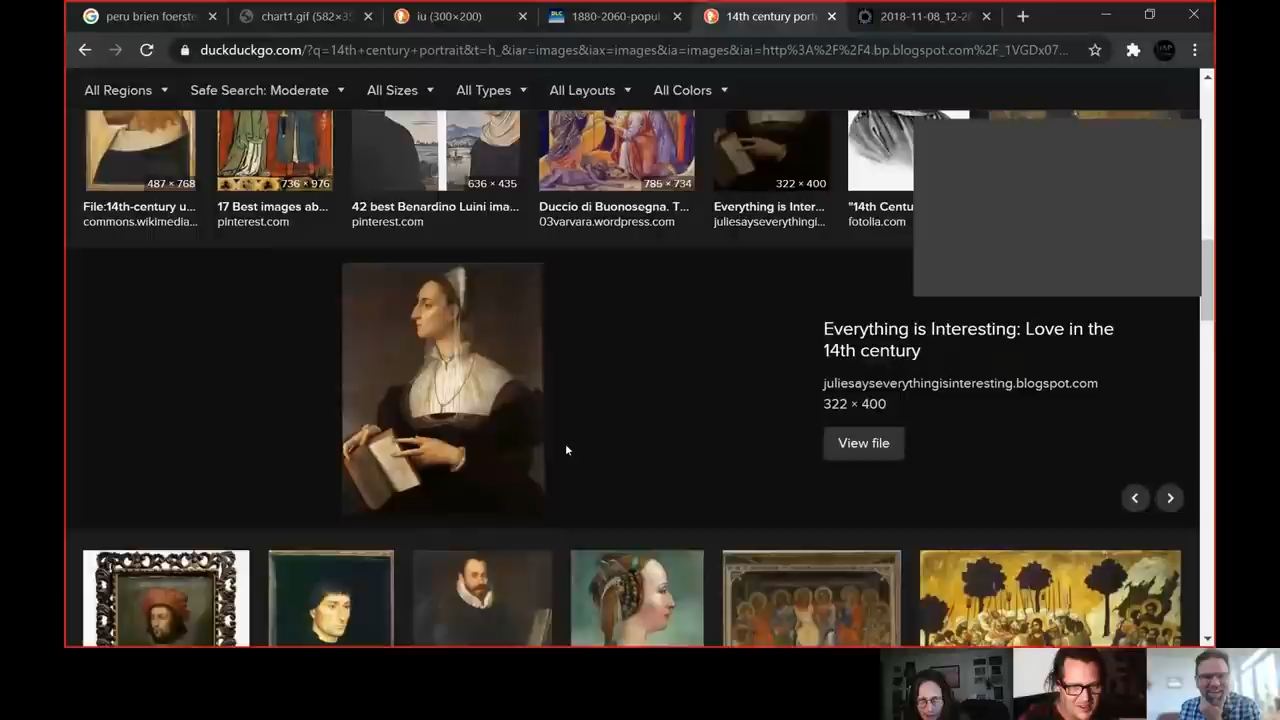 peru brien foerste
chart1.gif (582×35
iu (300×200)
1880-2060-popul
14th century port
2018-11-08_12-2
duckduckgo.com/?q=14th+century+portrait&t=h_&iar=images&iax=images&ia=images&iai=http%3A%2F%2F4.bp.blogspot.com%2F_1VGDx07...
All Regions
Safe Search: Moderate
All Sizes
All Types
All Layouts
All Colors
487 × 768
736 × 976
636 × 435
785 × 734
322 × 400
File:14th-century u...
17 Best images ab...
42 best Benardino Luini ima...
Duccio di Buonosegna. T...
Everything is Inter...
"14th Centu
commons.wikimedia...
pinterest.com
pinterest.com
03varvara.wordpress.com
juliesayseverythingi...
fotolia.com
Everything is Interesting: Love in the
14th century
juliesayseverythingisinteresting.blogspot.com
322 × 400
View file